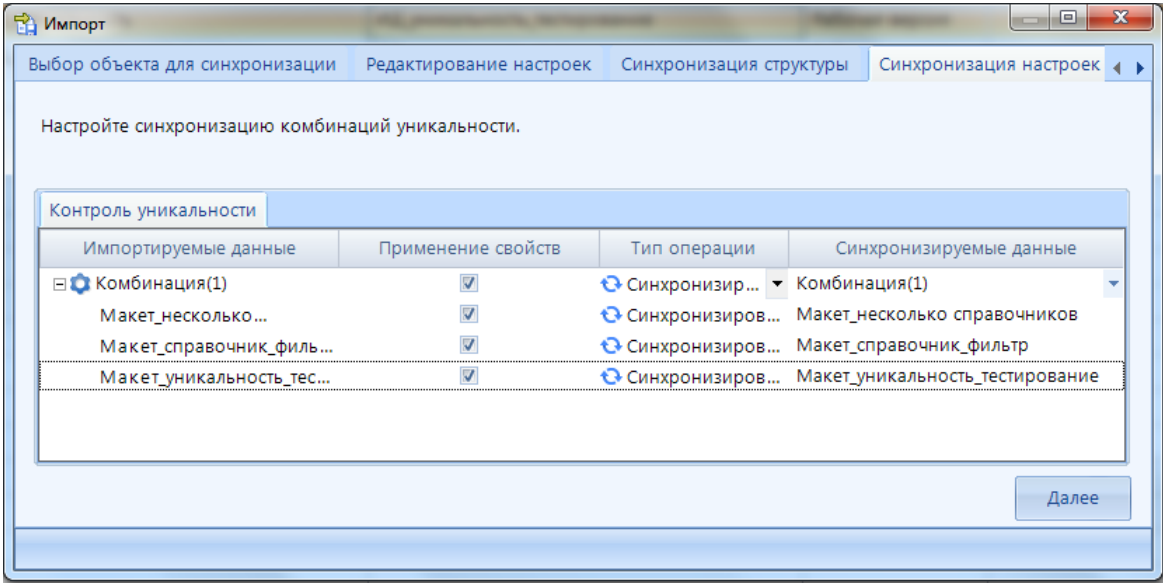 Импорт
Выбор объекта для синхронизации Редактирование настроек Синхронизация структуры Синхронизация настроек
Настройте синхронизацию комбинаций уникальности.
Контроль уникальности
Импортируемые данные Применение свойств Тип операции Синхронизируемые данные
Комбинация(1) Синхронизир... Комбинация(1)
Макет_несколько... Синхронизиров... Макет_несколько справочников
Макет_справочник_филь... Синхронизиров... Макет_справочник_фильтр
Макет_уникальность_тес... Синхронизиров... Макет_уникальность_тестирование
Далее